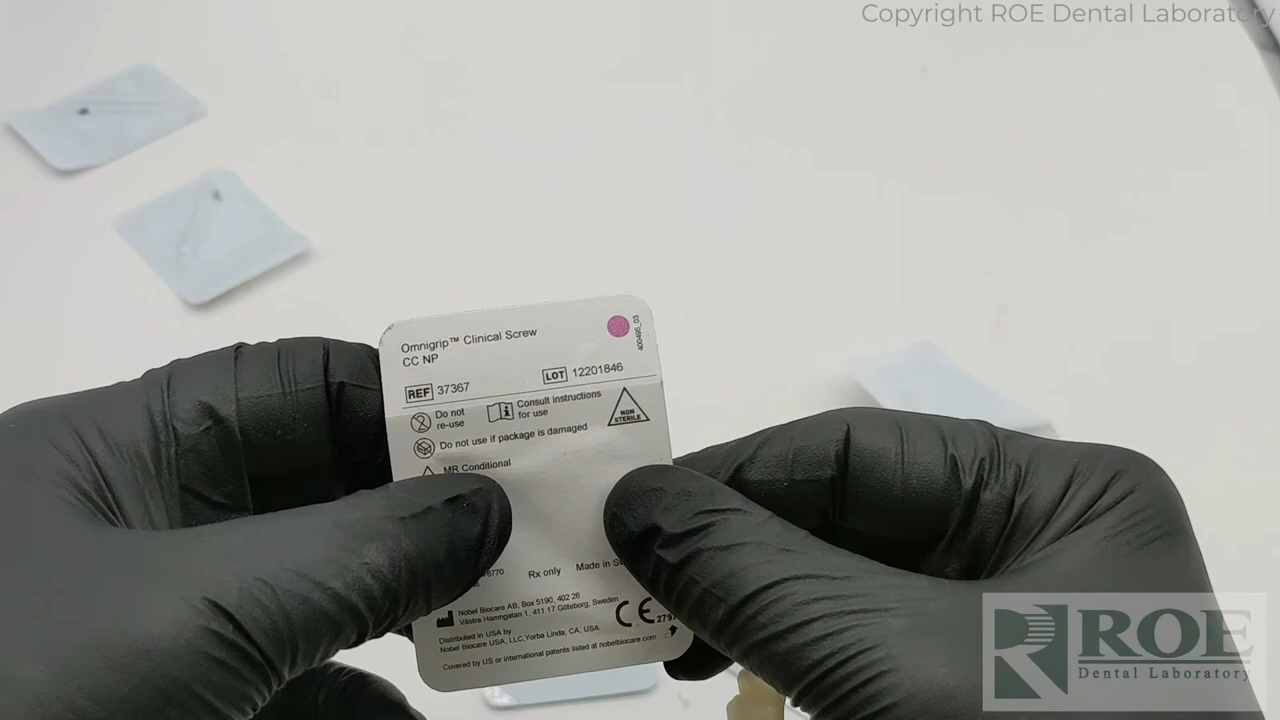 Copyright ROE Dental Laboratory
Omnigrip™ Clinical Screw
CC NP
400495_03
REF 37367
LOT 12201846
Do not
re-use
Consult instructions
for use
NON
STERILE
Do not use if package is damaged
MR Conditional
Rx only
Made in
Nobel Biocare AB, Box 5190, 402 26
Västra Hamngatan 1, 411 17 Göteborg, Sweden
CE
Distributed in USA by
Nobel Biocare USA, LLC, Yorba Linda, CA, USA
Covered by US or international patents listed at nobelbiocare.com
R ROE
Dental Laboratory